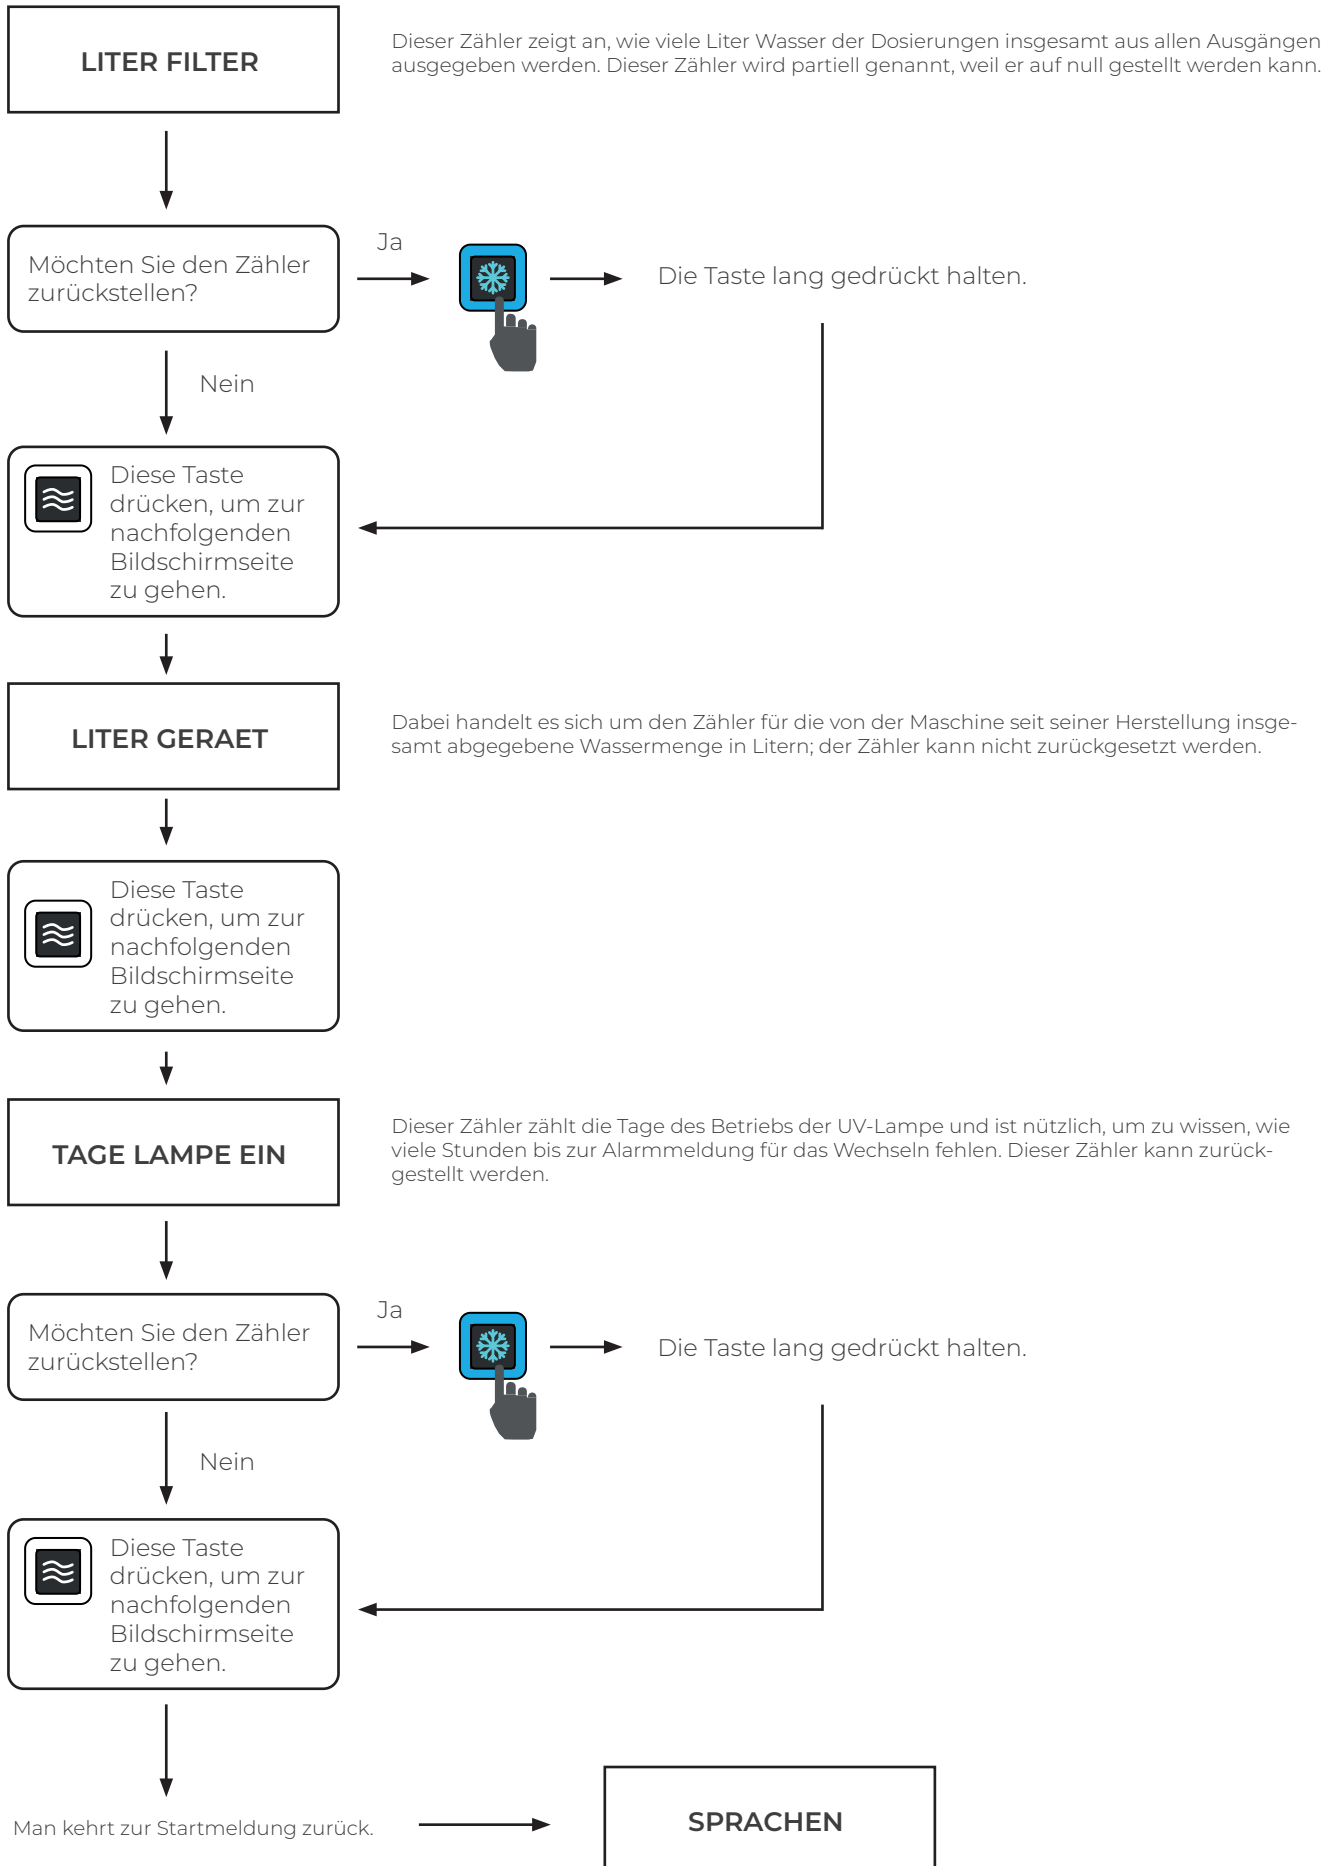 LITER FILTER
Dieser Zähler zeigt an, wie viele Liter Wasser der Dosierungen insgesamt aus allen Ausgängen
ausgegeben werden. Dieser Zähler wird partiell genannt, weil er auf null gestellt werden kann.
Möchten Sie den Zähler
zurückstellen?
Ja
Die Taste lang gedrückt halten.
Nein
Diese Taste
drücken, um zur
nachfolgenden
Bildschirmseite
zu gehen.
LITER GERAET
Dabei handelt es sich um den Zähler für die von der Maschine seit seiner Herstellung insge-
samt abgegebene Wassermenge in Litern; der Zähler kann nicht zurückgesetzt werden.
Diese Taste
drücken, um zur
nachfolgenden
Bildschirmseite
zu gehen.
TAGE LAMPE EIN
Dieser Zähler zählt die Tage des Betriebs der UV-Lampe und ist nützlich, um zu wissen, wie
viele Stunden bis zur Alarmmeldung für das Wechseln fehlen. Dieser Zähler kann zurück-
gestellt werden.
Möchten Sie den Zähler
zurückstellen?
Ja
Die Taste lang gedrückt halten.
Nein
Diese Taste
drücken, um zur
nachfolgenden
Bildschirmseite
zu gehen.
Man kehrt zur Startmeldung zurück.
SPRACHEN